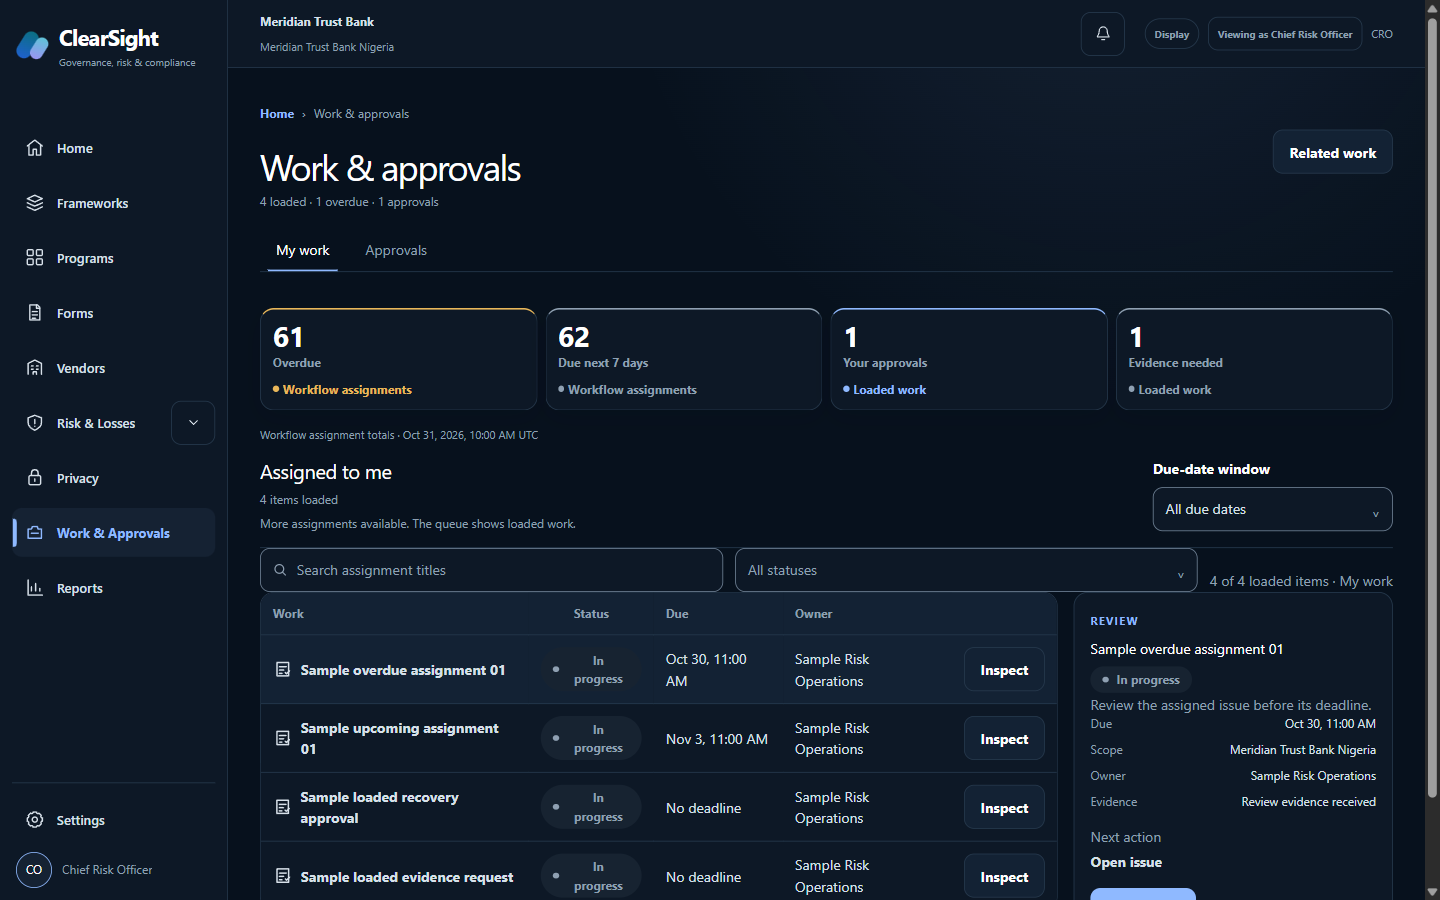 ClearSight
Governance, risk & compliance
Meridian Trust Bank
Meridian Trust Bank Nigeria
Display
Viewing as Chief Risk Officer
CRO
Home
Frameworks
Programs
Forms
Vendors
Risk & Losses
Privacy
Work & Approvals
Reports
Settings
CO
Chief Risk Officer
Home › Work & approvals
Work & approvals
4 loaded · 1 overdue · 1 approvals
Related work
My work
Approvals
61
Overdue
Workflow assignments
62
Due next 7 days
Workflow assignments
1
Your approvals
Loaded work
1
Evidence needed
Loaded work
Workflow assignment totals · Oct 31, 2026, 10:00 AM UTC
Assigned to me
4 items loaded
More assignments available. The queue shows loaded work.
Due-date window
All due dates
Search assignment titles
All statuses
4 of 4 loaded items · My work
Work
Status
Due
Owner
Sample overdue assignment 01
In
progress
Oct 30, 11:00
AM
Sample Risk
Operations
Inspect
Sample upcoming assignment
01
In
progress
Nov 3, 11:00 AM
Sample Risk
Operations
Inspect
Sample loaded recovery
approval
In
progress
No deadline
Sample Risk
Operations
Inspect
Sample loaded evidence request
In
progress
No deadline
Sample Risk
Operations
Inspect
REVIEW
Sample overdue assignment 01
In progress
Review the assigned issue before its deadline.
Due
Oct 30, 11:00 AM
Scope
Meridian Trust Bank Nigeria
Owner
Sample Risk Operations
Evidence
Review evidence received
Next action
Open issue